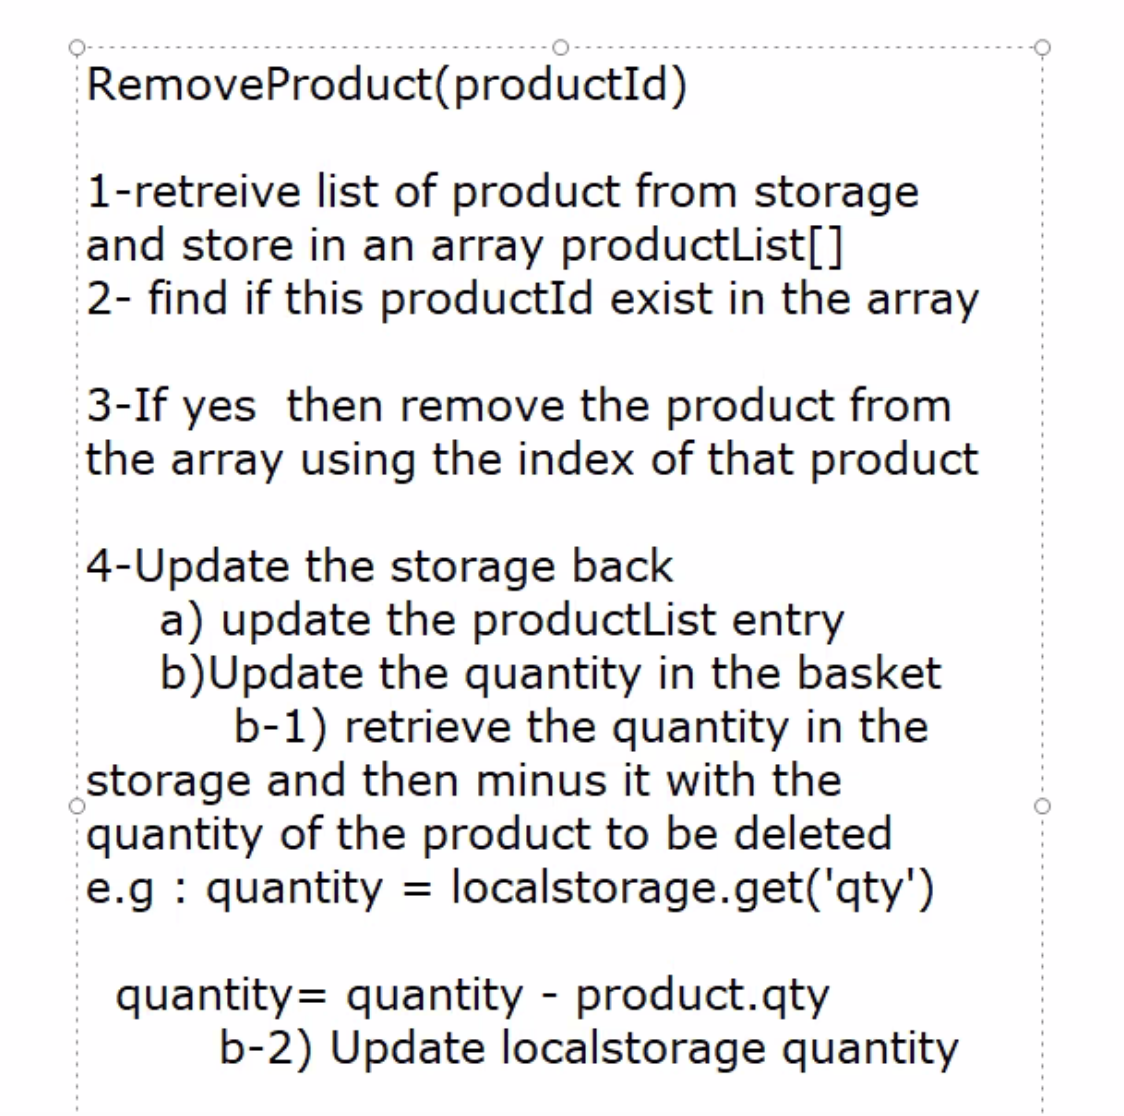 RemoveProduct(productId)
1-retreive list of product from storage
and store in an array productList[]
2- find if this productId exist in the array
3-If yes  then remove the product from
the array using the index of that product
4-Update the storage back
a) update the productList entry
b)Update the quantity in the basket
b-1) retrieve the quantity in the
storage and then minus it with the
quantity of the product to be deleted
e.g : quantity = localstorage.get('qty')
quantity= quantity - product.qty
b-2) Update localstorage quantity